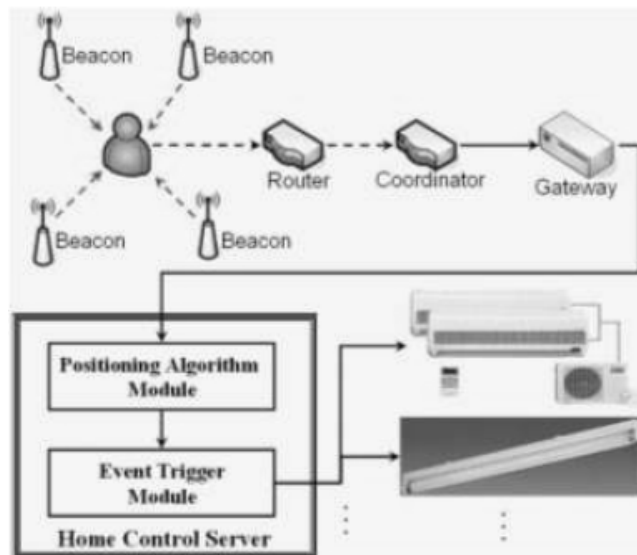 Beacon
Beacon
Router
Coordinator
Gateway
Beacon
Beacon
Positioning Algorithm
Module
Event Trigger
Module
Home Control Server